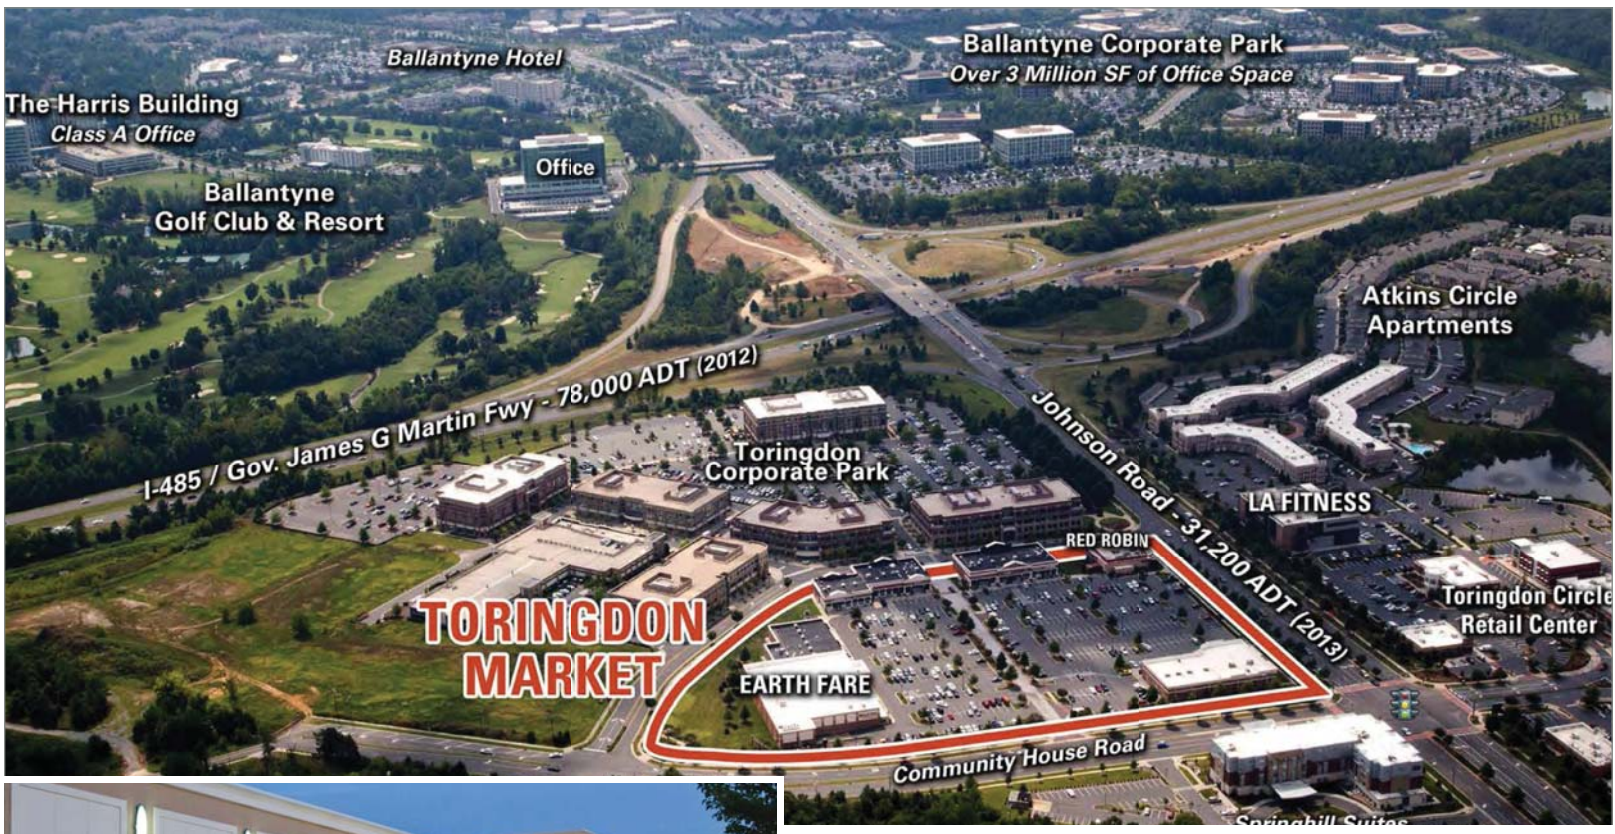 Ballantyne Hotel
Ballantyne Corporate Park
Over 3 Million SF of Office Space
The Harris Building
Class A Office
Office
Ballantyne
Golf Club & Resort
Atkins Circle
Apartments
I-485 / Gov. James G Martin Fwy - 78,000 ADT (2012)
Johnson Road - 31,200 ADT (2013)
Toringdon
Corporate Park
LA FITNESS
RED ROBIN
Toringdon Circle
Retail Center
TORINGDON
MARKET
EARTH FARE
Community House Road
Springhill Suites